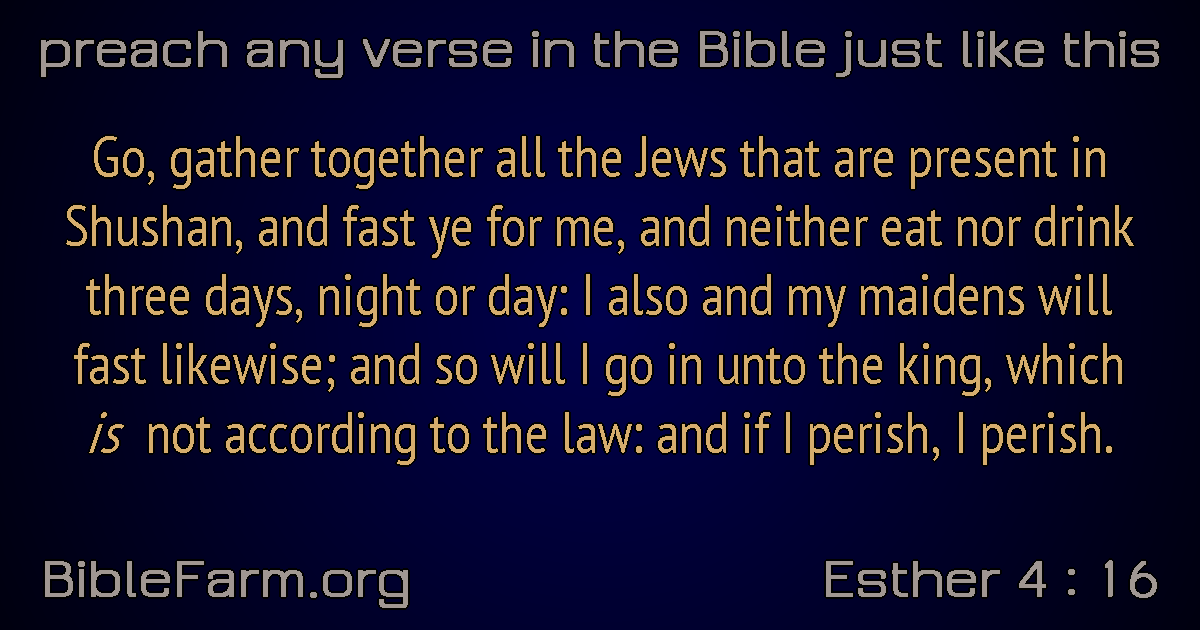 preach any verse in the Bible just like this
Go, gather together all the Jews that are present in
Shushan, and fast ye for me, and neither eat nor drink
three days, night or day: I also and my maidens will
fast likewise; and so will I go in unto the king, which
is not according to the law: and if I perish, I perish.
BibleFarm.org
Esther 4 : 16